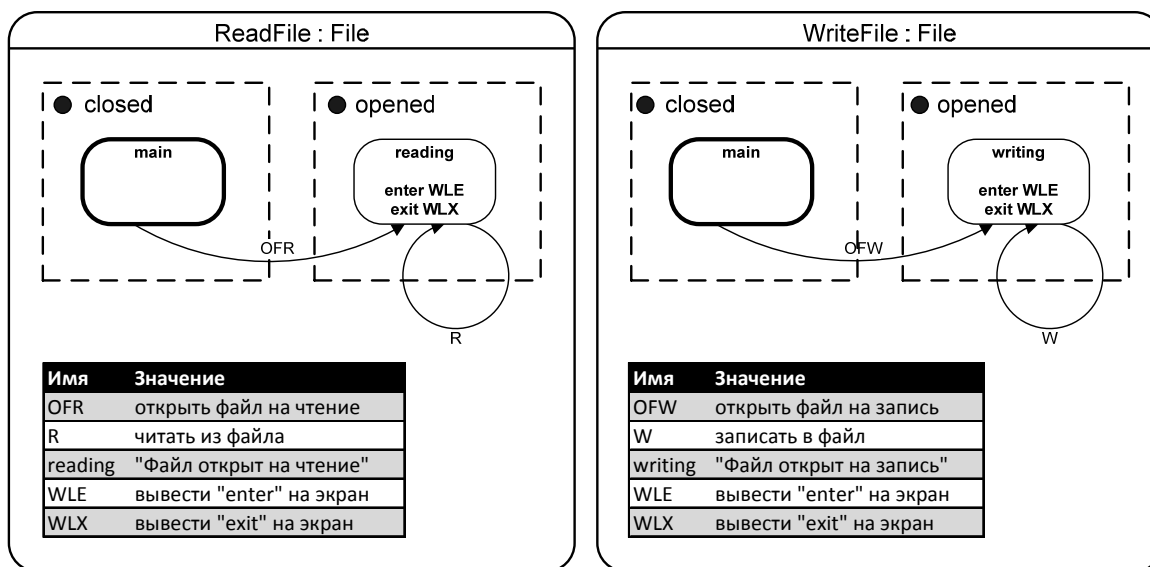 ReadFile : File
closed
opened
main
reading
enter WLE
exit WLX
OFR
R
Имя Значение
OFR открыть файл на чтение
R читать из файла
reading "Файл открыт на чтение"
WLE вывести "enter" на экран
WLX вывести "exit" на экран
WriteFile : File
closed
opened
main
writing
enter WLE
exit WLX
OFW
W
Имя Значение
OFW открыть файл на запись
W записать в файл
writing "Файл открыт на запись"
WLE вывести "enter" на экран
WLX вывести "exit" на экран